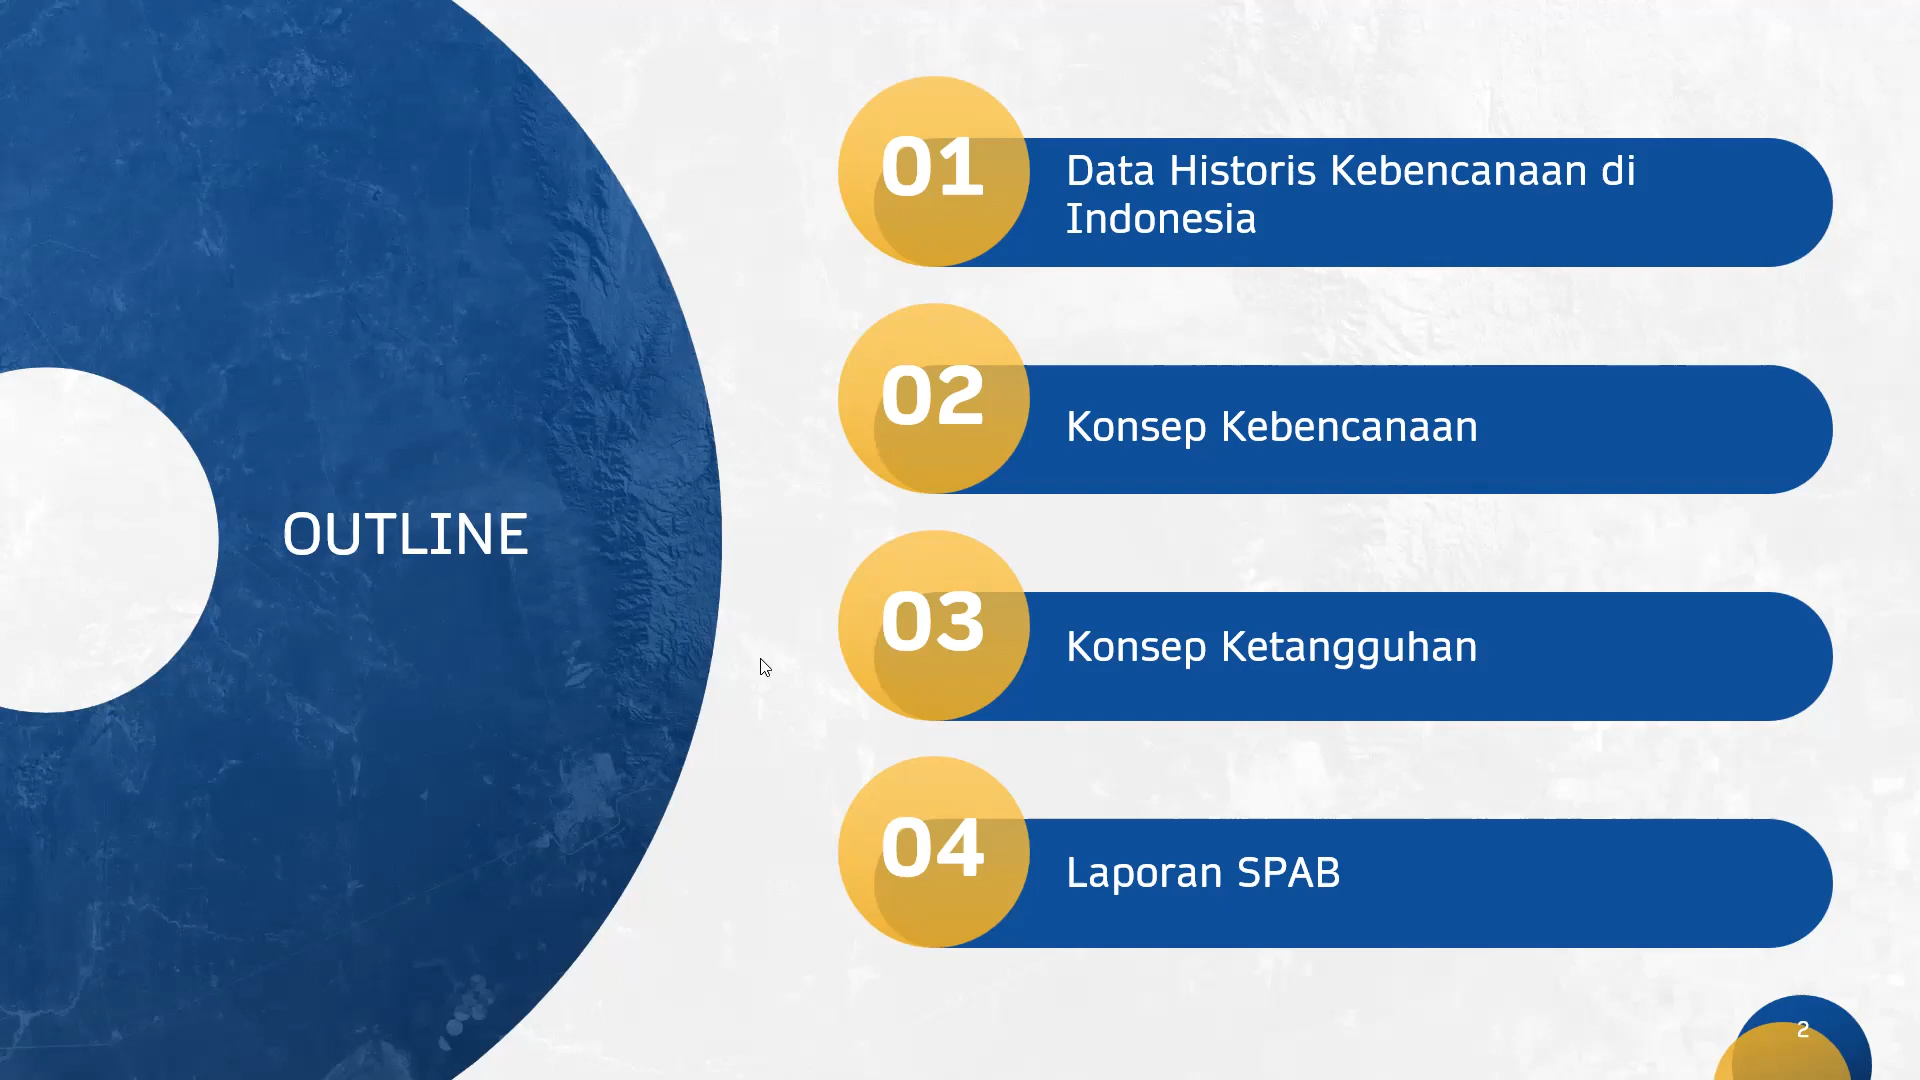 OUTLINE
01
Data Historis Kebencanaan di
Indonesia
02
Konsep Kebencanaan
03
Konsep Ketangguhan
04
Laporan SPAB
2